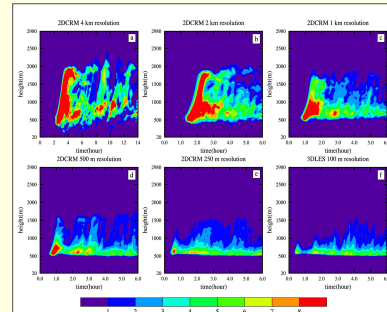 2DCRM 4 km resolution
2DCRM 2 km resolution
2DCRM 1 km resolution
a
b
c
height(m)
height(m)
height(m)
2980
2000
1500
1000
500
20
2980
2000
1500
1000
500
20
2980
2000
1500
1000
500
20
0 2 4 6 8 10 12 14
0.0 1.0 2.0 3.0 4.0 5.0 6.0
0.0 1.0 2.0 3.0 4.0 5.0 6.0
time(hour)
time(hour)
time(hour)
2DCRM 500 m resolution
2DCRM 250 m resolution
3DLES 100 m resolution
d
e
f
height(m)
height(m)
height(m)
2980
2000
1500
1000
500
20
2980
2000
1500
1000
500
20
2980
2000
1500
1000
500
20
0.0 1.0 2.0 3.0 4.0 5.0 6.0
0.0 1.0 2.0 3.0 4.0 5.0 6.0
0.0 1.0 2.0 3.0 4.0 5.0 6.0
time(hour)
time(hour)
time(hour)
1 2 3 4 5 6 7 8